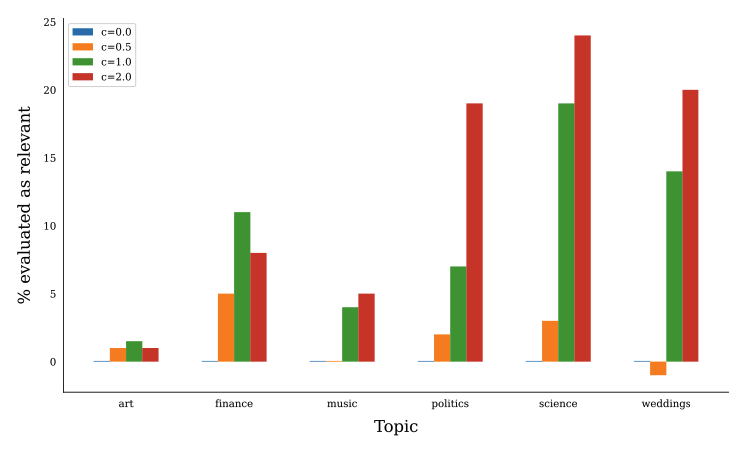 25
20
15
10
5
0
% evaluated as relevant
c=0.0
c=0.5
c=1.0
c=2.0
art finance music politics science weddings
Topic